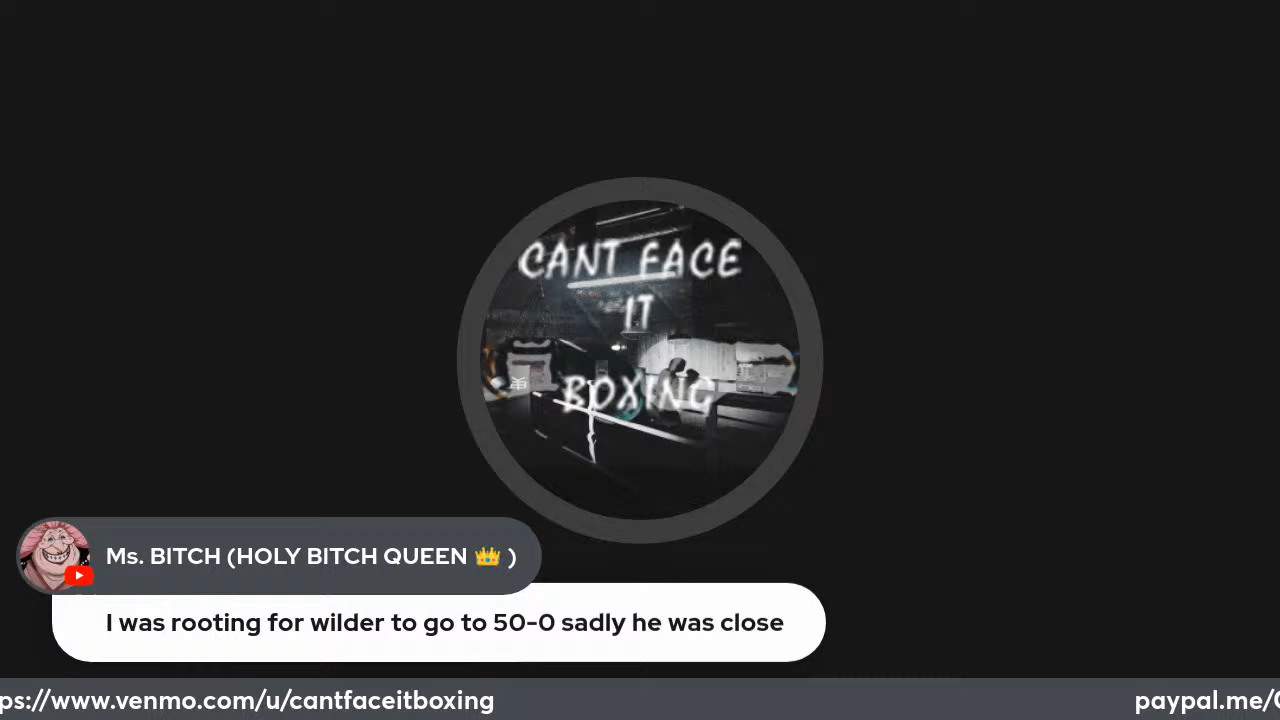 CANT FACE
IT
BOXING
Ms. BITCH (HOLY BITCH QUEEN 👑 )
I was rooting for wilder to go to 50-0 sadly he was close
ps://www.venmo.com/u/cantfaceitboxing
paypal.me/